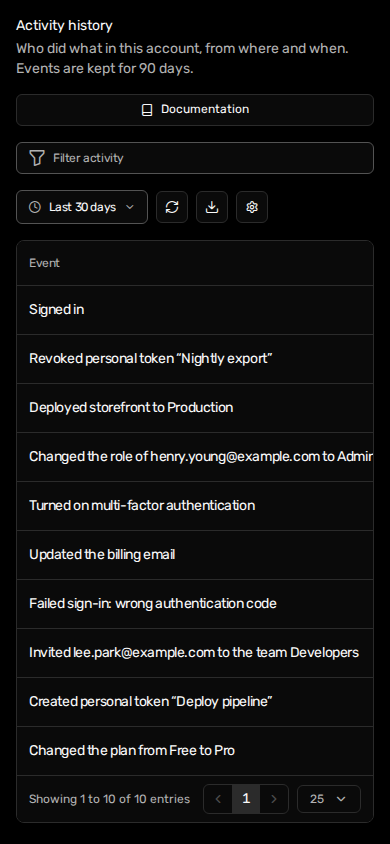 Activity history
Who did what in this account, from where and when.
Events are kept for 90 days.
Documentation
Filter activity
Last 30 days
Event
Signed in
Revoked personal token “Nightly export”
Deployed storefront to Production
Changed the role of henry.young@example.com to Admin
Turned on multi-factor authentication
Updated the billing email
Failed sign-in: wrong authentication code
Invited lee.park@example.com to the team Developers
Created personal token “Deploy pipeline”
Changed the plan from Free to Pro
Showing 1 to 10 of 10 entries 1 25